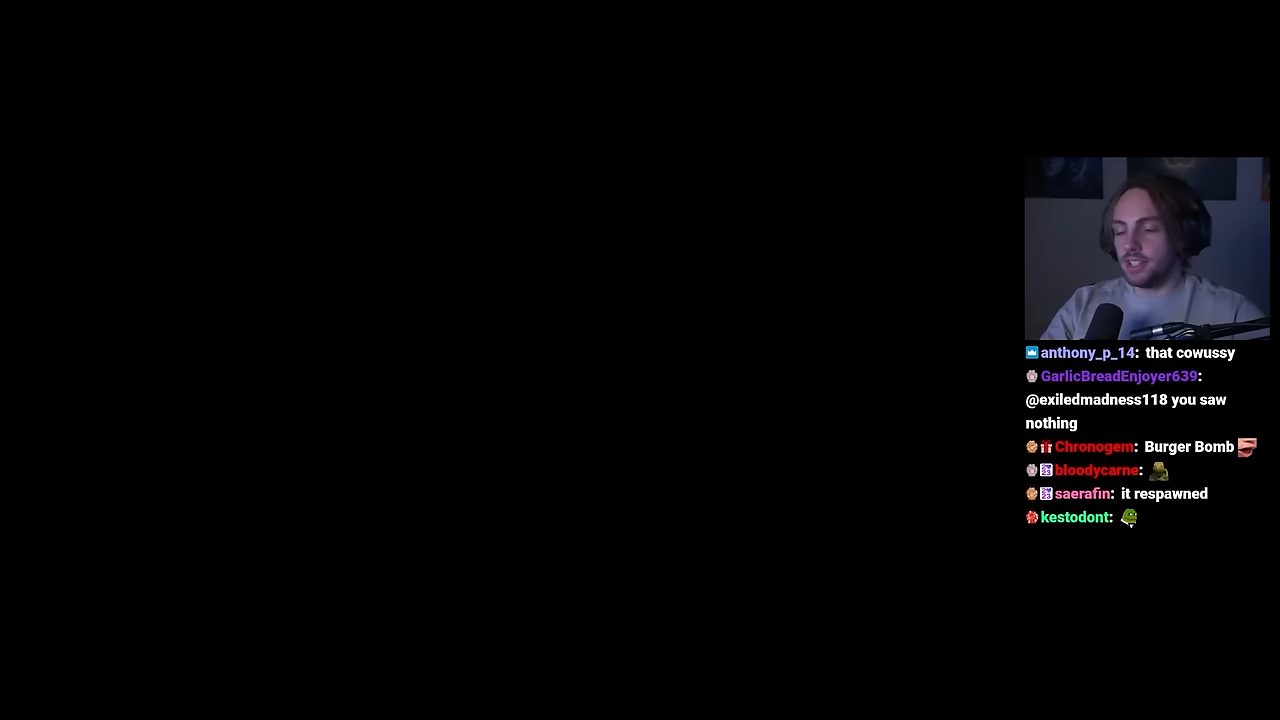 anthony_p_14: that cowussy
GarlicBreadEnjoyer639:
@exiledmadness118 you saw
nothing
Chronogem: Burger Bomb
bloodycarne:
saerafin: it respawned
kestodont: